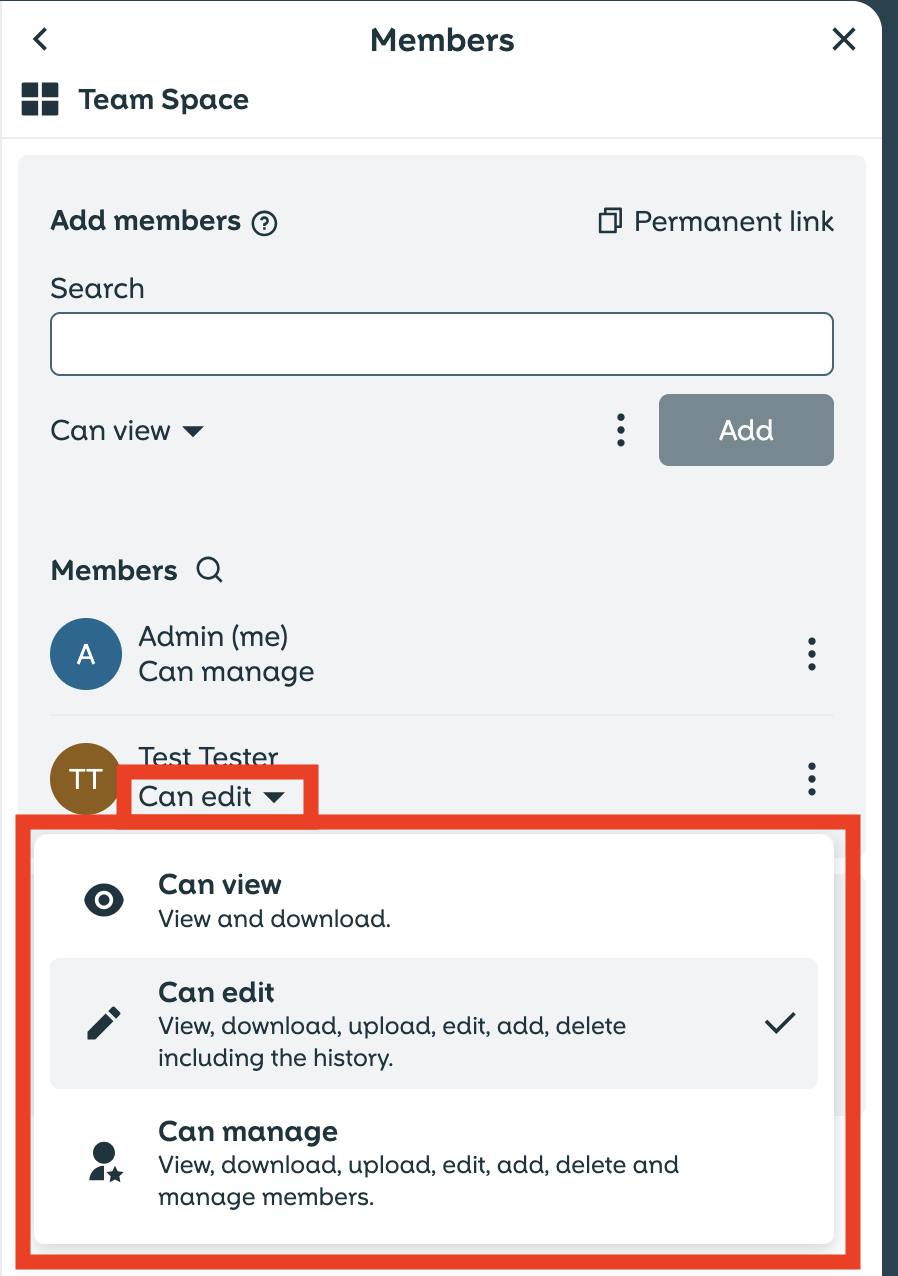 Members
Team Space
Add members
Permanent link
Search
Can view
Add
Members
A
Admin (me)
Can manage
TT
Test Tester
Can edit
Can view
View and download.
Can edit
View, download, upload, edit, add, delete
including the history.
Can manage
View, download, upload, edit, add, delete and
manage members.